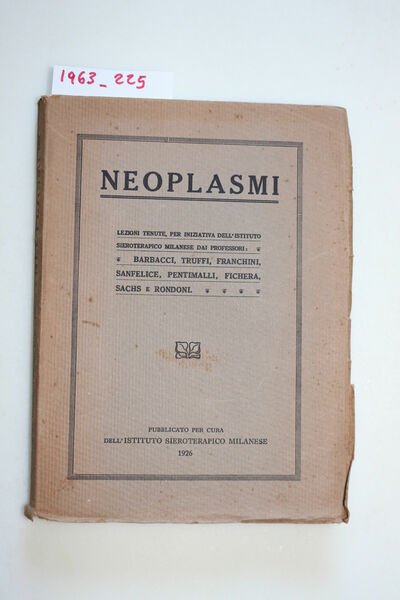 1963_225
NEOPLASMI
LEZIONI TENUTE, PER INIZIATIVA DELL'ISTITUTO
SIEROTERAPICO MILANESE DAI PROFESSORI:
BARBACCI, TRUFFI, FRANCHINI,
SANFELICE, PENTIMALLI, FICHERA,
SACHS E RONDONI.
PUBBLICATO PER CURA
DELL'ISTITUTO SIEROTERAPICO MILANESE
1926